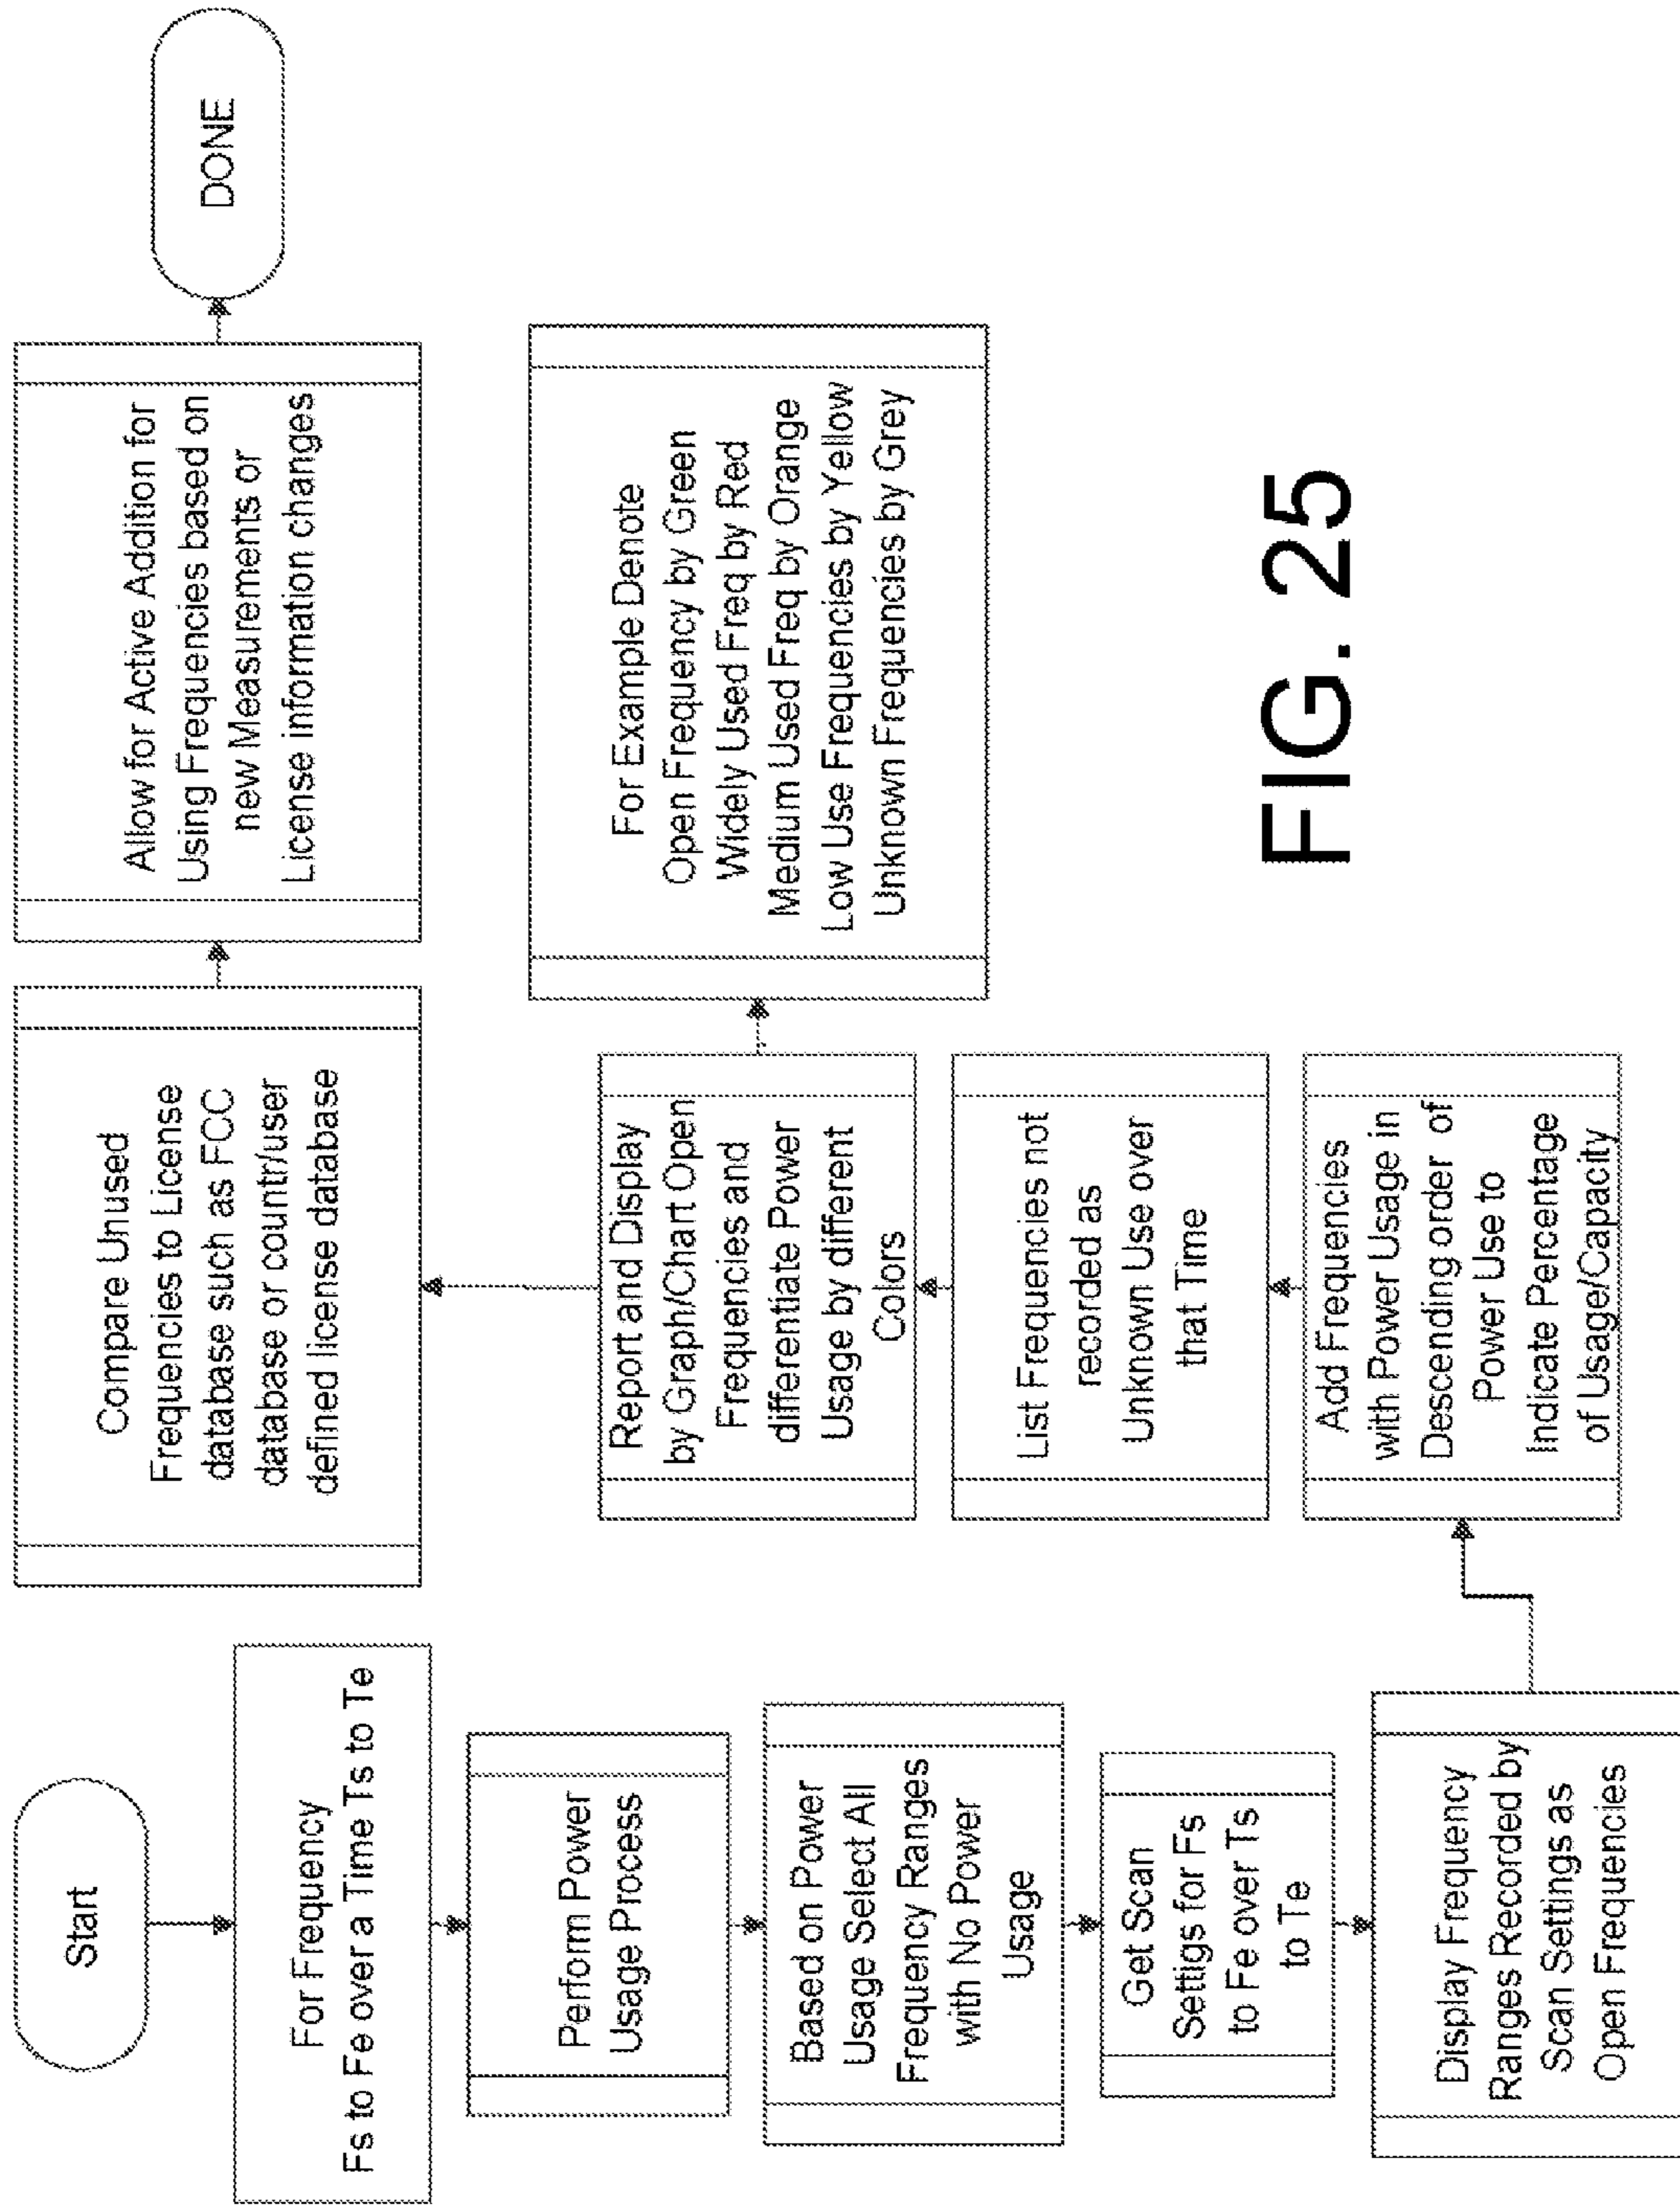 Start
For Frequency
Fs to Fe over a Time Ts to Te
Perform Power
Usage Process
Based on Power
Usage Select All
Frequency Ranges
with No Power
Usage
Get Scan
Settigs for Fs
to Fe over Ts
to Te
Display Frequency
Ranges Recorded by
Scan Settings as
Open Frequencies
Add Frequencies
with Power Usage in
Descending order of
Power Use to
Indicate Percentage
of Usage/Capacity
List Frequencies not
recorded as
Unknown Use over
that Time
Report and Display
by Graph/Chart Open
Frequencies and
differentiate Power
Usage by different
Colors
For Example Denote
Open Frequency by Green
Widely Used Freq by Red
Medium Used Freq by Orange
Low Use Frequencies by Yellow
Unknown Frequencies by Grey
Compare Unused
Frequencies to License
database such as FCC
database or countr/user
defined license database
Allow for Active Addition for
Using Frequencies based on
new Measurements or
License information changes
DONE
FIG. 25